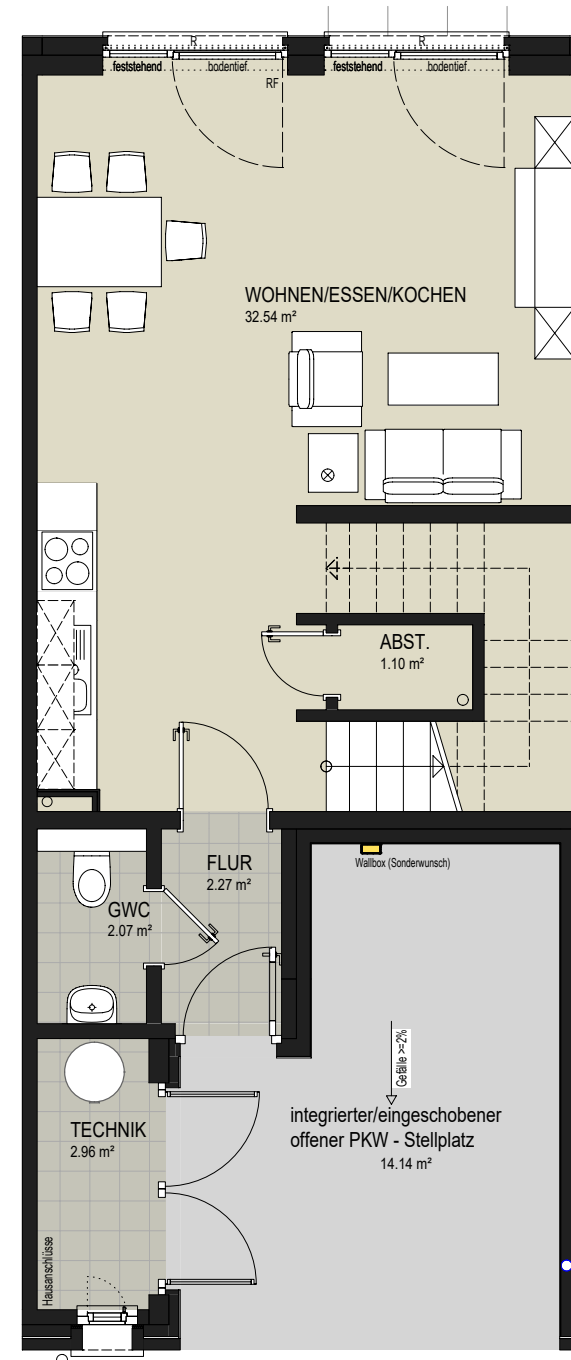 R
R
feststehend
bodentief
feststehend
bodentief
RF
WOHNEN/ESSEN/KOCHEN
32.54 m²
ABST.
1.10 m²
FLUR
2.27 m²
Wallbox (Sonderwunsch)
GWC
2.07 m²
Gefälle >=2%
integrierter/eingeschobener
offener PKW - Stellplatz
14.14 m²
TECHNIK
2.96 m²
Hausanschlüsse